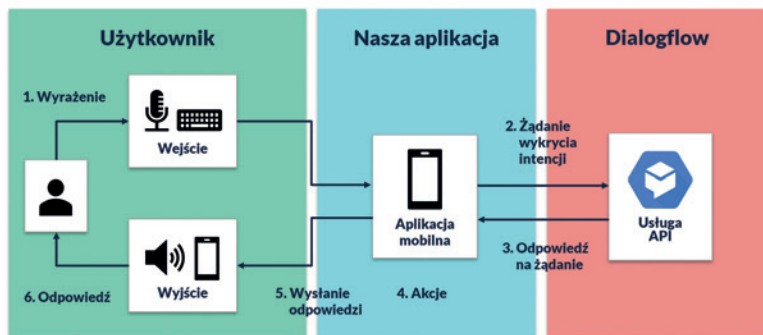 Użytkownik
Nasza aplikacja
Dialogflow
1. Wyrażenie
Wejście
2. Żądanie
wykrycia
intencji
Aplikacja
mobilna
Usługa
API
3. Odpowiedź
na żądanie
4. Akcje
5. Wysłanie
odpowiedzi
Wyjście
6. Odpowiedź